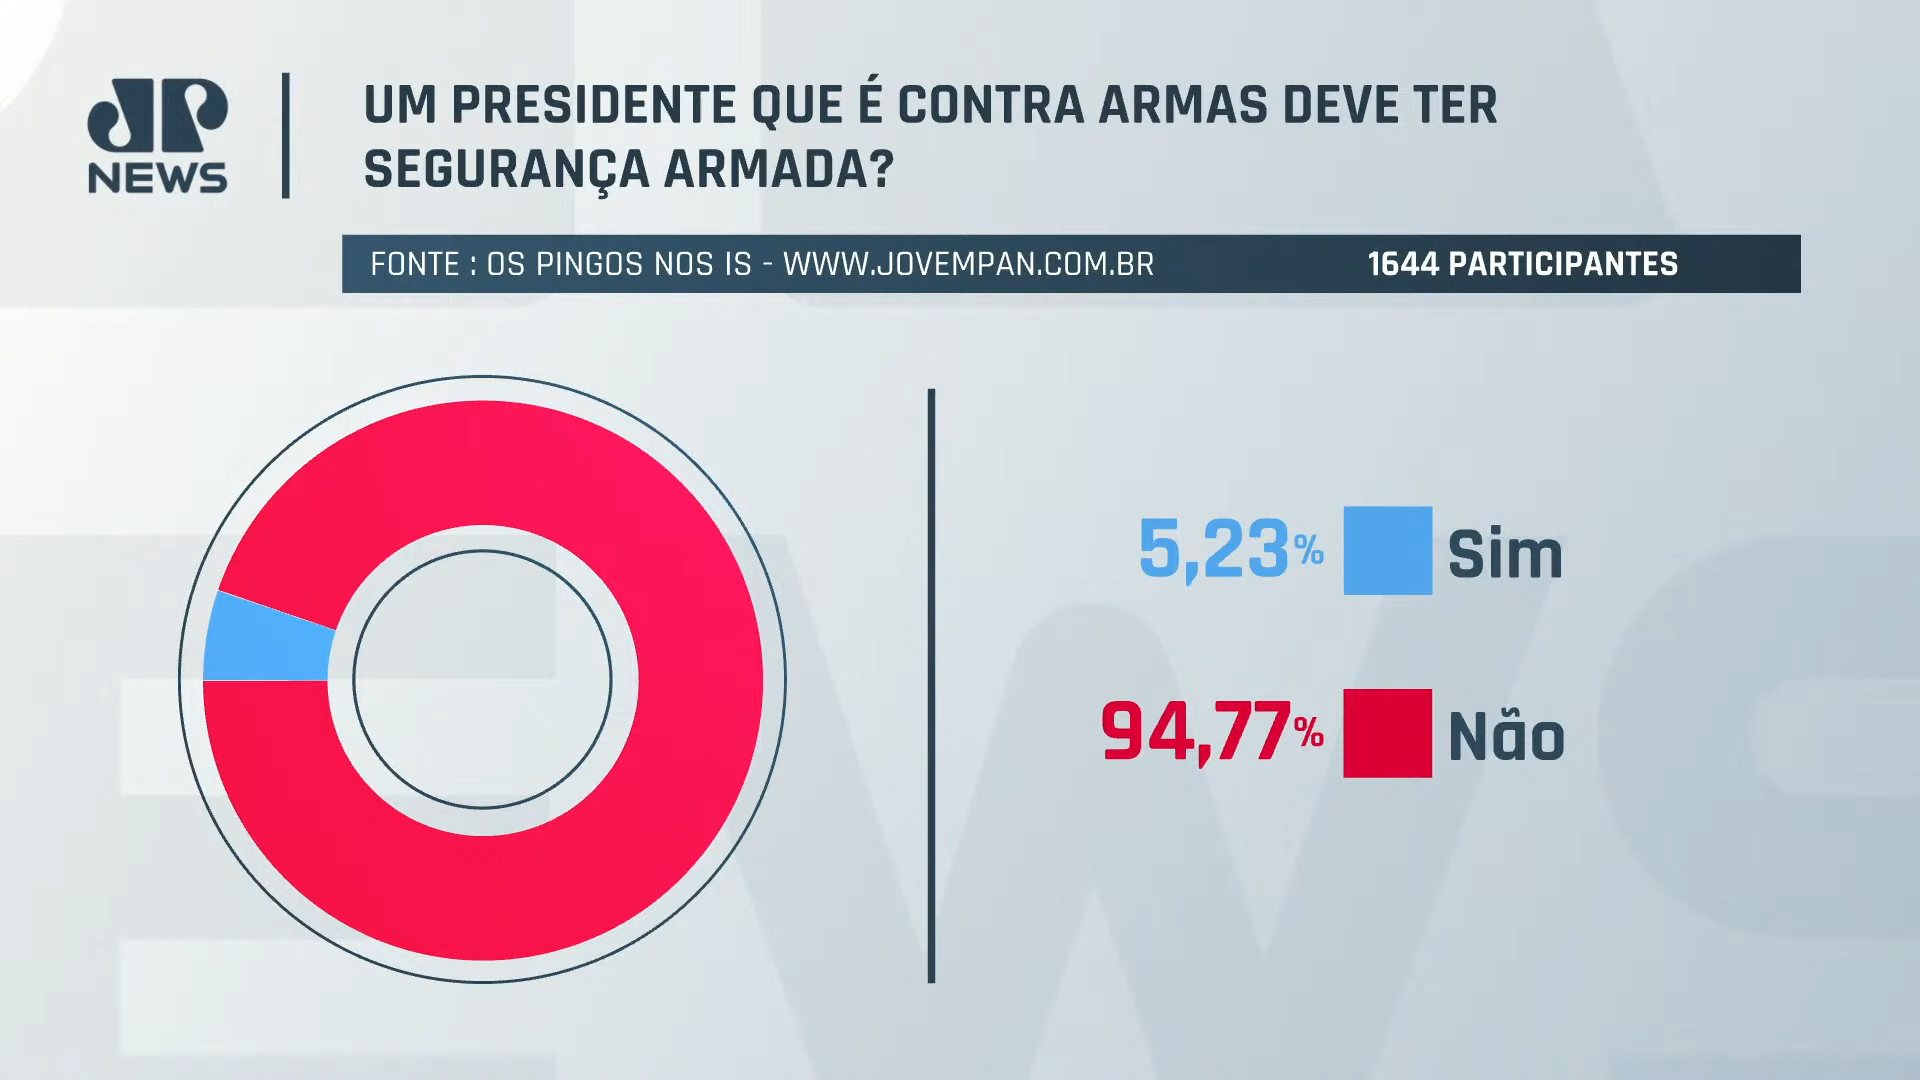 JP
NEWS
UM PRESIDENTE QUE É CONTRA ARMAS DEVE TER
SEGURANÇA ARMADA?
FONTE : OS PINGOS NOS IS - WWW.JOVEMPAN.COM.BR
1644 PARTICIPANTES
5,23% Sim
94,77% Não